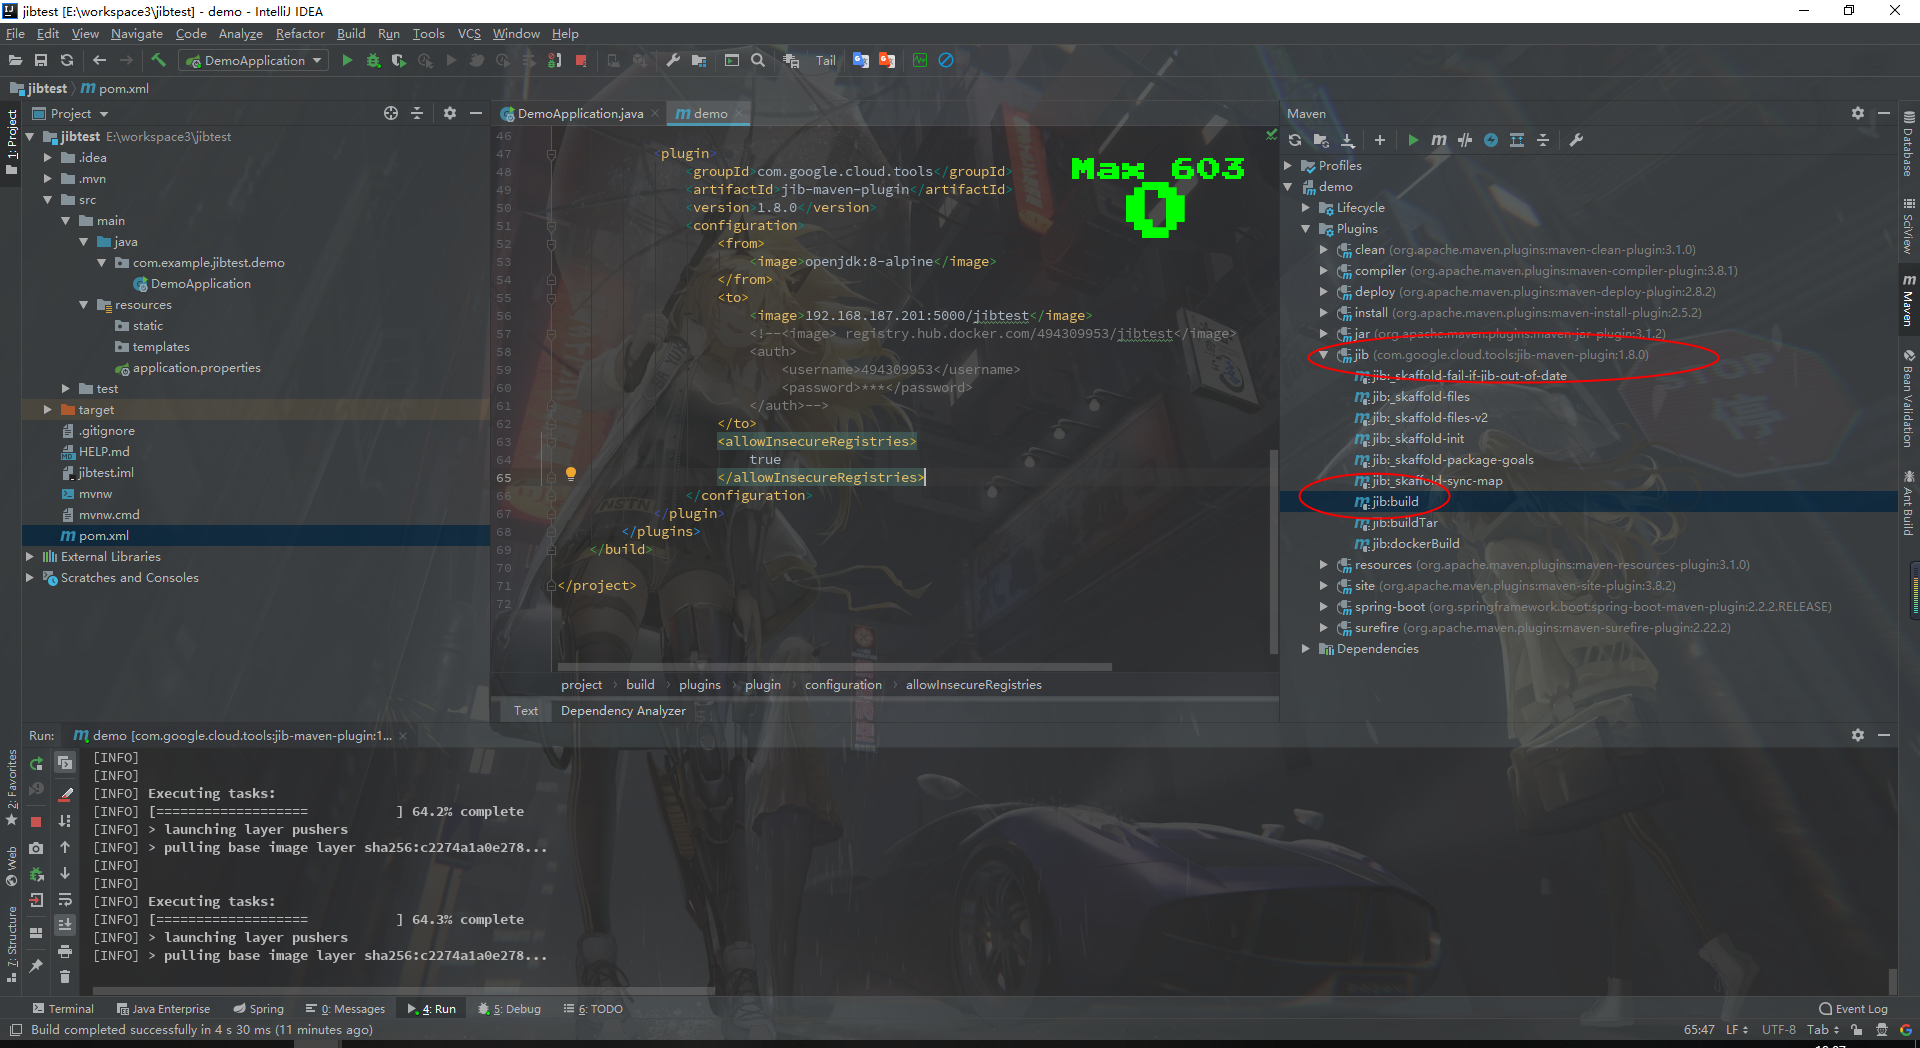 jibtest [E:\workspace3\jibtest] - demo - IntelliJ IDEA
File Edit View Navigate Code Analyze Refactor Build Run Tools VCS Window Help
DemoApplication
Tail
jibtest pom.xml
1: Project
Project
jibtest E:\workspace3\jibtest
.idea
.mvn
src
main
java
com.example.jibtest.demo
DemoApplication
resources
static
templates
application.properties
test
target
.gitignore
HELP.md
jibtest.iml
mvnw
mvnw.cmd
pom.xml
External Libraries
Scratches and Consoles
DemoApplication.java
demo
46
47 <plugin>
48 <groupId>com.google.cloud.tools</groupId>
49 <artifactId>jib-maven-plugin</artifactId>
50 <version>1.8.0</version>
51 <configuration>
52 <from>
53 <image>openjdk:8-alpine</image>
54 </from>
55 <to>
56 <image>192.168.187.201:5000/jibtest</image>
57 <!--<image> registry.hub.docker.com/494309953/jibtest</image>
58 <auth>
59 <username>494309953</username>
60 <password>***</password>
61 </auth>-->
62 </to>
63 <allowInsecureRegistries>
64 true
65 </allowInsecureRegistries>
66 </configuration>
67 </plugin>
68 </plugins>
69 </build>
70
71 </project>
72
Max 603
0
project build plugins plugin configuration allowInsecureRegistries
Text Dependency Analyzer
Maven
Profiles
demo
Lifecycle
Plugins
clean (org.apache.maven.plugins:maven-clean-plugin:3.1.0)
compiler (org.apache.maven.plugins:maven-compiler-plugin:3.8.1)
deploy (org.apache.maven.plugins:maven-deploy-plugin:2.8.2)
install (org.apache.maven.plugins:maven-install-plugin:2.5.2)
jar (org.apache.maven.plugins:maven-jar-plugin:3.1.2)
jib (com.google.cloud.tools:jib-maven-plugin:1.8.0)
jib:_skaffold-fail-if-jib-out-of-date
jib:_skaffold-files
jib:_skaffold-files-v2
jib:_skaffold-init
jib:_skaffold-package-goals
jib:_skaffold-sync-map
jib:build
jib:buildTar
jib:dockerBuild
resources (org.apache.maven.plugins:maven-resources-plugin:3.1.0)
site (org.apache.maven.plugins:maven-site-plugin:3.8.2)
spring-boot (org.springframework.boot:spring-boot-maven-plugin:2.2.2.RELEASE)
surefire (org.apache.maven.plugins:maven-surefire-plugin:2.22.2)
Dependencies
Database
SciView
Maven
Bean Validation
Ant Build
Run: demo [com.google.cloud.tools:jib-maven-plugin:1...
[INFO]
[INFO]
[INFO] Executing tasks:
[INFO] [=================== ] 64.2% complete
[INFO] > launching layer pushers
[INFO] > pulling base image layer sha256:c2274a1a0e278...
[INFO]
[INFO]
[INFO] Executing tasks:
[INFO] [=================== ] 64.3% complete
[INFO] > launching layer pushers
[INFO] > pulling base image layer sha256:c2274a1a0e278...
2: Favorites
Web
7: Structure
Terminal Java Enterprise Spring 0: Messages 4: Run 5: Debug 6: TODO
Event Log
Build completed successfully in 4 s 30 ms (11 minutes ago)
65:47 LF UTF-8 Tab